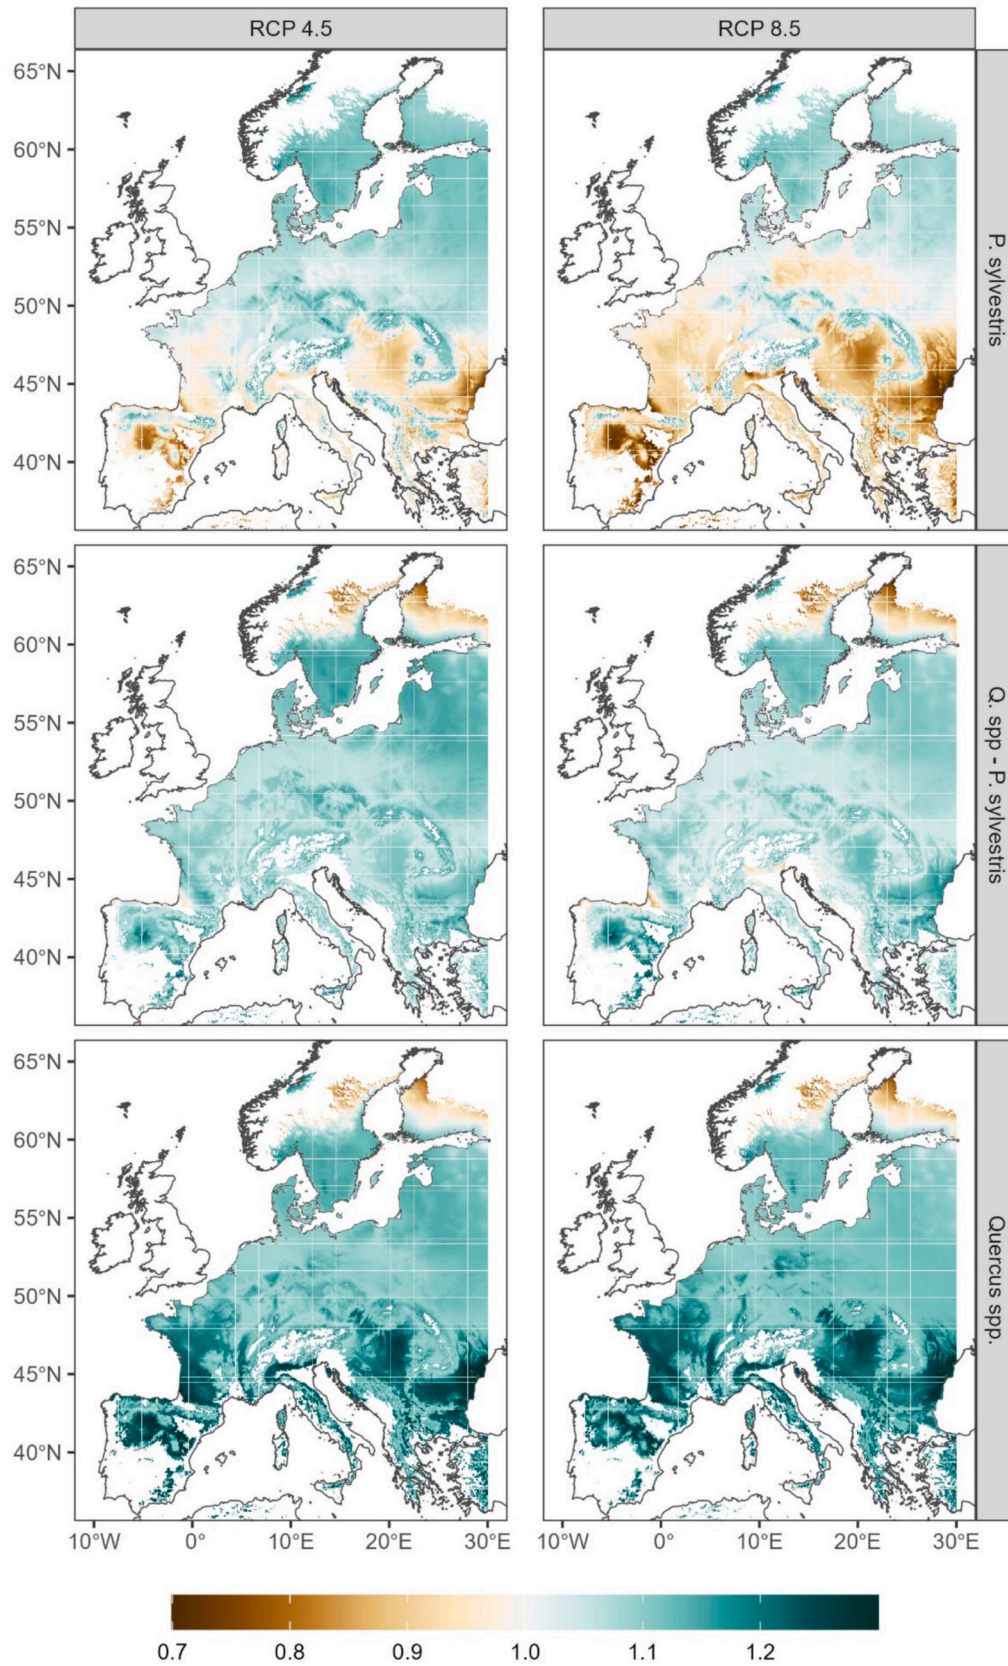 RCP 4.5
RCP 8.5
65°N
60°N
55°N
50°N
45°N
40°N
P. sylvestris
65°N
60°N
55°N
50°N
45°N
40°N
Q. spp - P. sylvestris
65°N
60°N
55°N
50°N
45°N
40°N
Quercus spp.
10°W 0° 10°E 20°E 30°E
10°W 0° 10°E 20°E 30°E
0.7 0.8 0.9 1.0 1.1 1.2